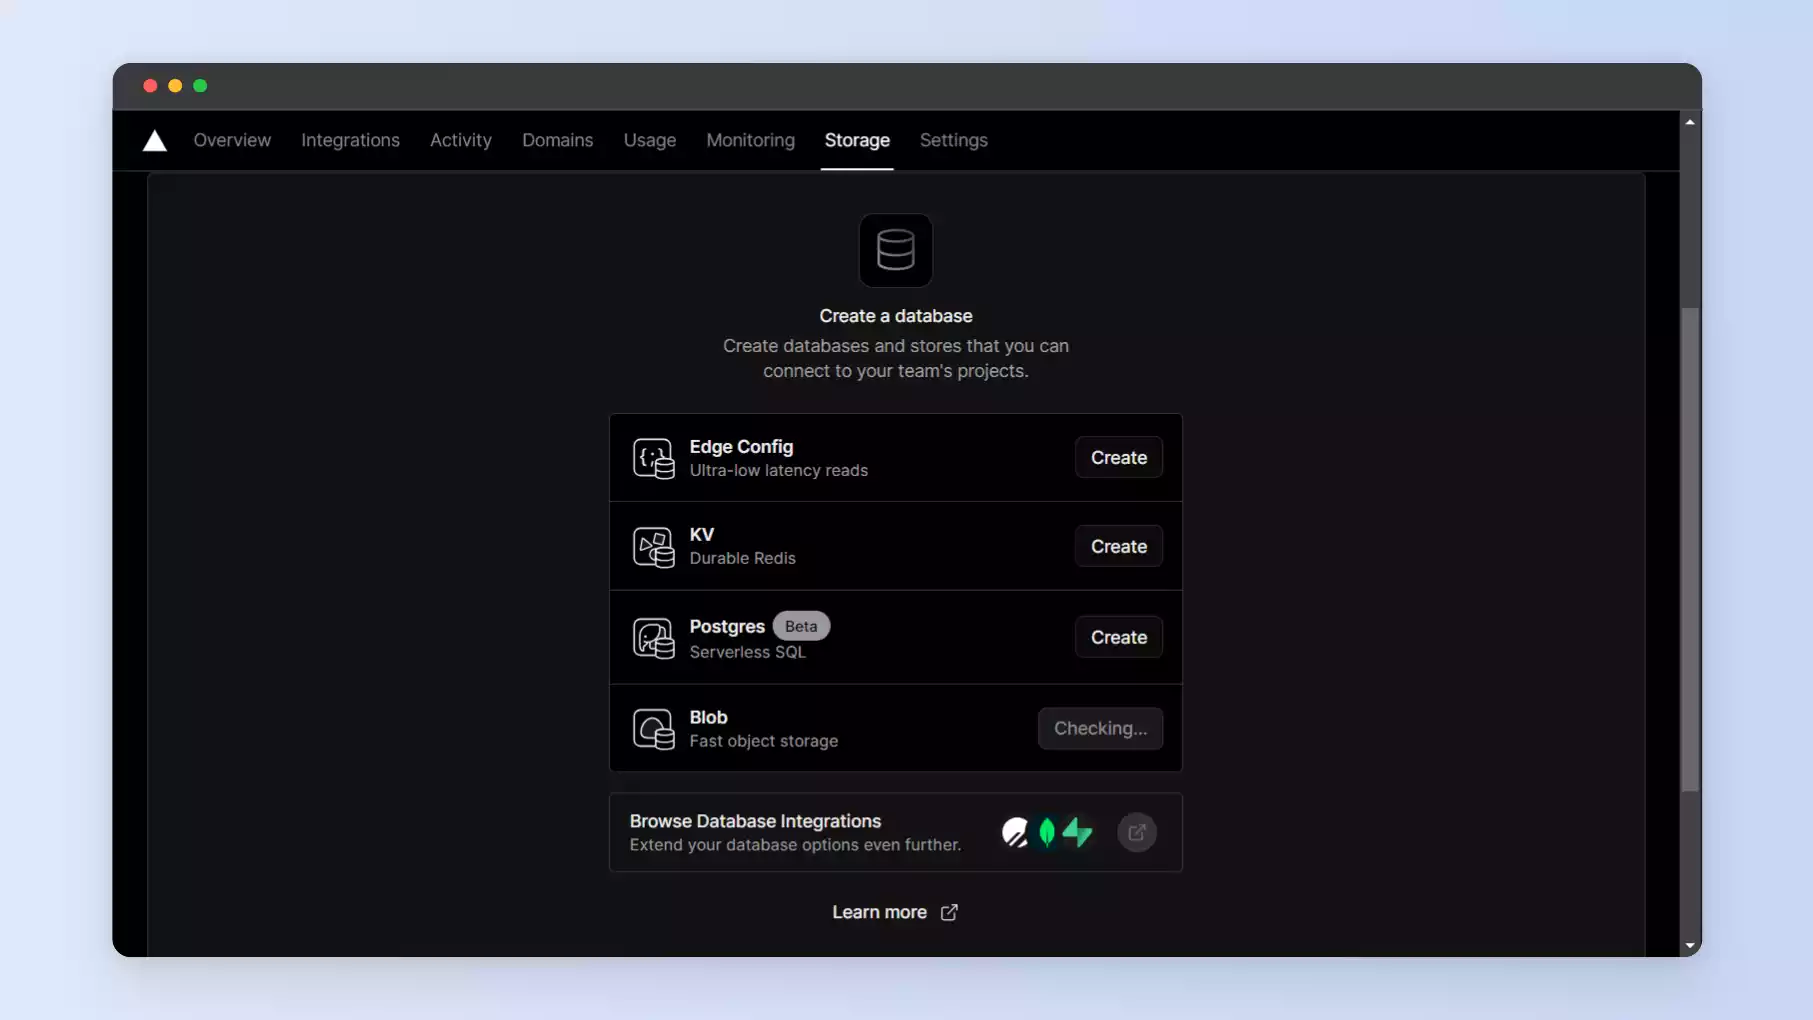 Overview Integrations Activity Domains Usage Monitoring Storage Settings
Create a database
Create databases and stores that you can
connect to your team's projects.
Edge Config
Ultra-low latency reads
Create
KV
Durable Redis
Create
Postgres Beta
Serverless SQL
Create
Blob
Fast object storage
Checking...
Browse Database Integrations
Extend your database options even further.
Learn more